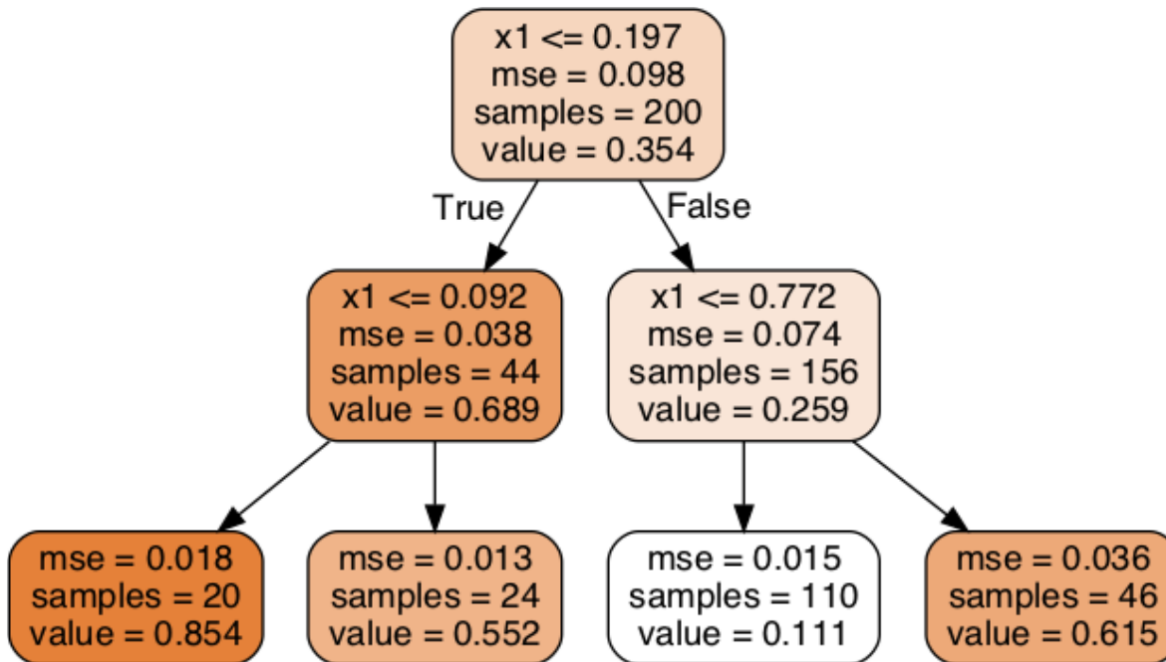 x1 <= 0.197
mse = 0.098
samples = 200
value = 0.354
True
False
x1 <= 0.092
mse = 0.038
samples = 44
value = 0.689
x1 <= 0.772
mse = 0.074
samples = 156
value = 0.259
mse = 0.018
samples = 20
value = 0.854
mse = 0.013
samples = 24
value = 0.552
mse = 0.015
samples = 110
value = 0.111
mse = 0.036
samples = 46
value = 0.615